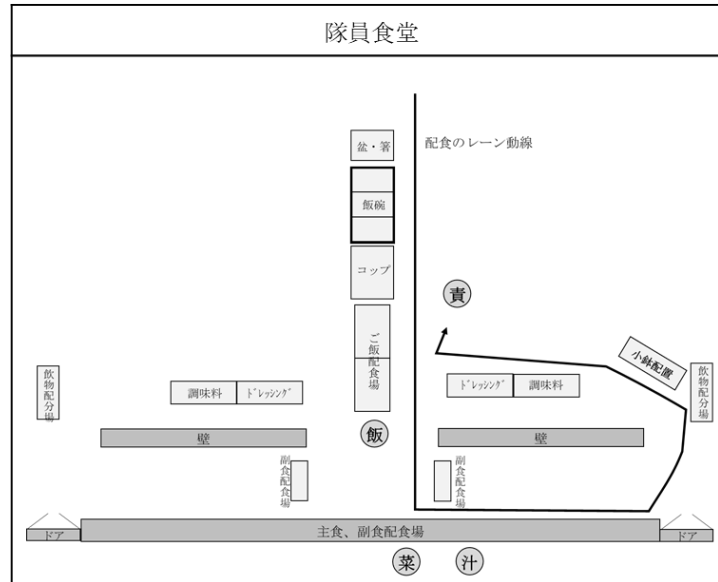 隊員食堂
盆・箸
配食のレーン動線
飯碗
コップ
責
ご飯配食場
小鉢配置
飲物配分場
飲物配分場
調味料
ﾄﾞﾚｯｼﾝｸﾞ
ﾄﾞﾚｯｼﾝｸﾞ
調味料
飯
壁
壁
副食配食場
副食配食場
ドア
主食、副食配食場
ドア
菜
汁